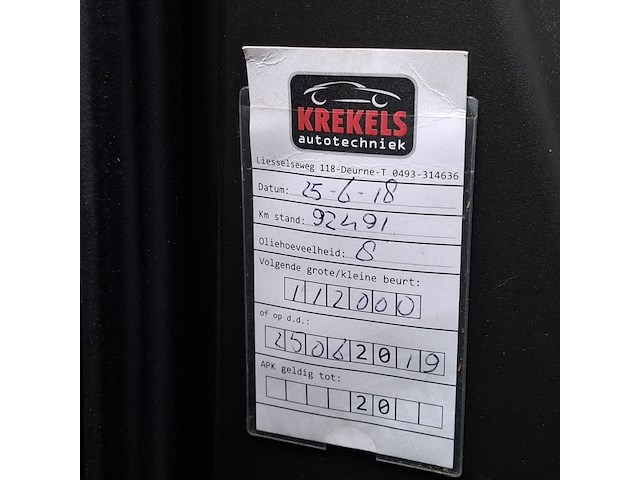 KREKELS
autotechniek
Liesselseweg 118-Deurne-T 0493-314636
Datum: 25-6-18
Km stand: 92491
Oliehoeveelheid: 8
Volgende grote/kleine beurt:
112000
of op d.d.:
25062019
APK geldig tot:
20